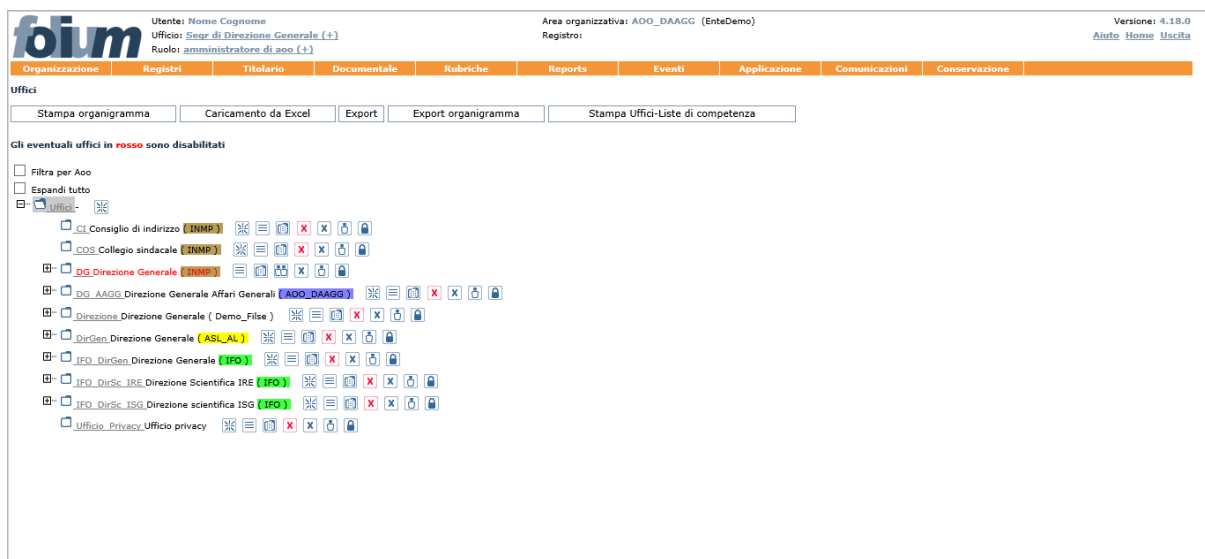 folium
Utente: Nome Cognome
Ufficio: Segr di Direzione Generale (+)
Ruolo: amministratore di aoo (+)
Area organizzativa: AOO_DAAGG (EnteDemo)
Registro:
Versione: 4.18.0
Aiuto Home Uscita
Organizzazione Registri Titolario Documentale Rubriche Reports Eventi Applicazione Comunicazioni Conservazione
Uffici
Stampa organigramma Caricamento da Excel Export Export organigramma Stampa Uffici-Liste di competenza
Gli eventuali uffici in rosso sono disabilitati
Filtra per Aoo
Espandi tutto
Uffici -
CI Consiglio di indirizzo ( INMP )
COS Collegio sindacale ( INMP )
DG Direzione Generale ( INMP )
DG_AAGG Direzione Generale Affari Generali ( AOO_DAAGG )
Direzione Direzione Generale ( Demo_Filse )
DirGen Direzione Generale ( ASL_AL )
IFO_DirGen Direzione Generale ( IFO )
IFO_DirSc_IRE Direzione Scientifica IRE ( IFO )
IFO_DirSc_ISG Direzione scientifica ISG ( IFO )
Ufficio_Privacy Ufficio privacy